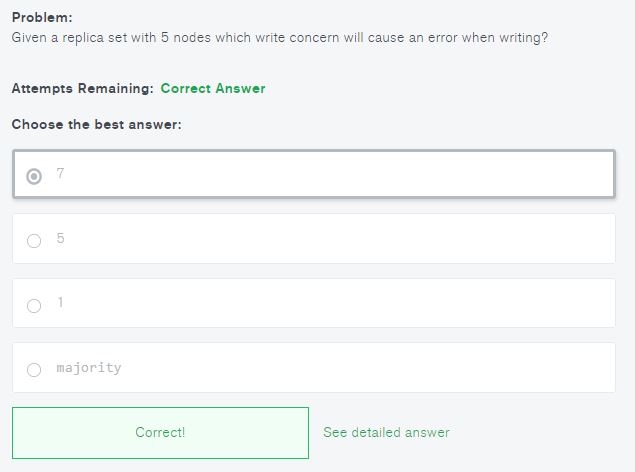 Problem:
Given a replica set with 5 nodes which write concern will cause an error when writing?
Attempts Remaining: Correct Answer
Choose the best answer:
7
5
1
majority
Correct!
See detailed answer